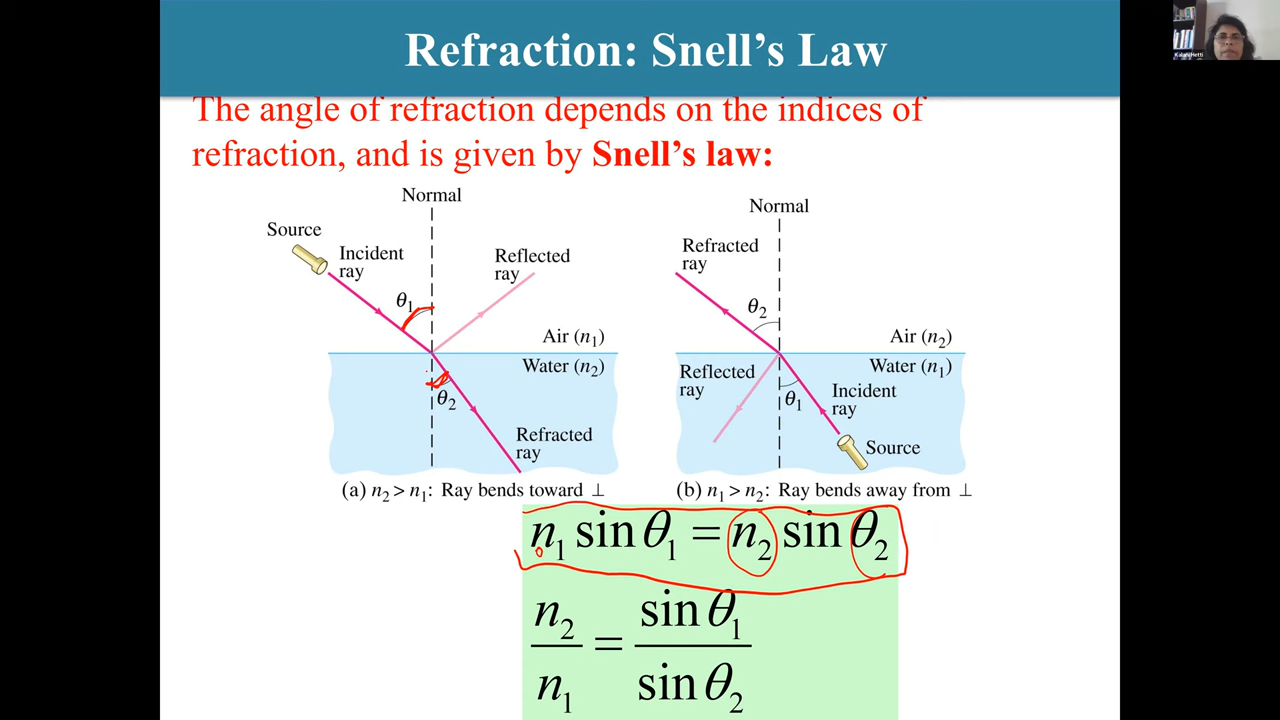 Refraction: Snell's Law
The angle of refraction depends on the indices of
refraction, and is given by Snell's law:
Normal
Source
Incident
ray
Reflected
ray
θ1
Air (n1)
Water (n2)
θ2
Refracted
ray
(a) n2 > n1: Ray bends toward ⊥
Normal
Refracted
ray
θ2
Air (n2)
Water (n1)
Reflected
ray
θ1
Incident
ray
Source
(b) n1 > n2: Ray bends away from ⊥
n1 sin θ1 = n2 sin θ2
n2/n1 = sin θ1/sin θ2